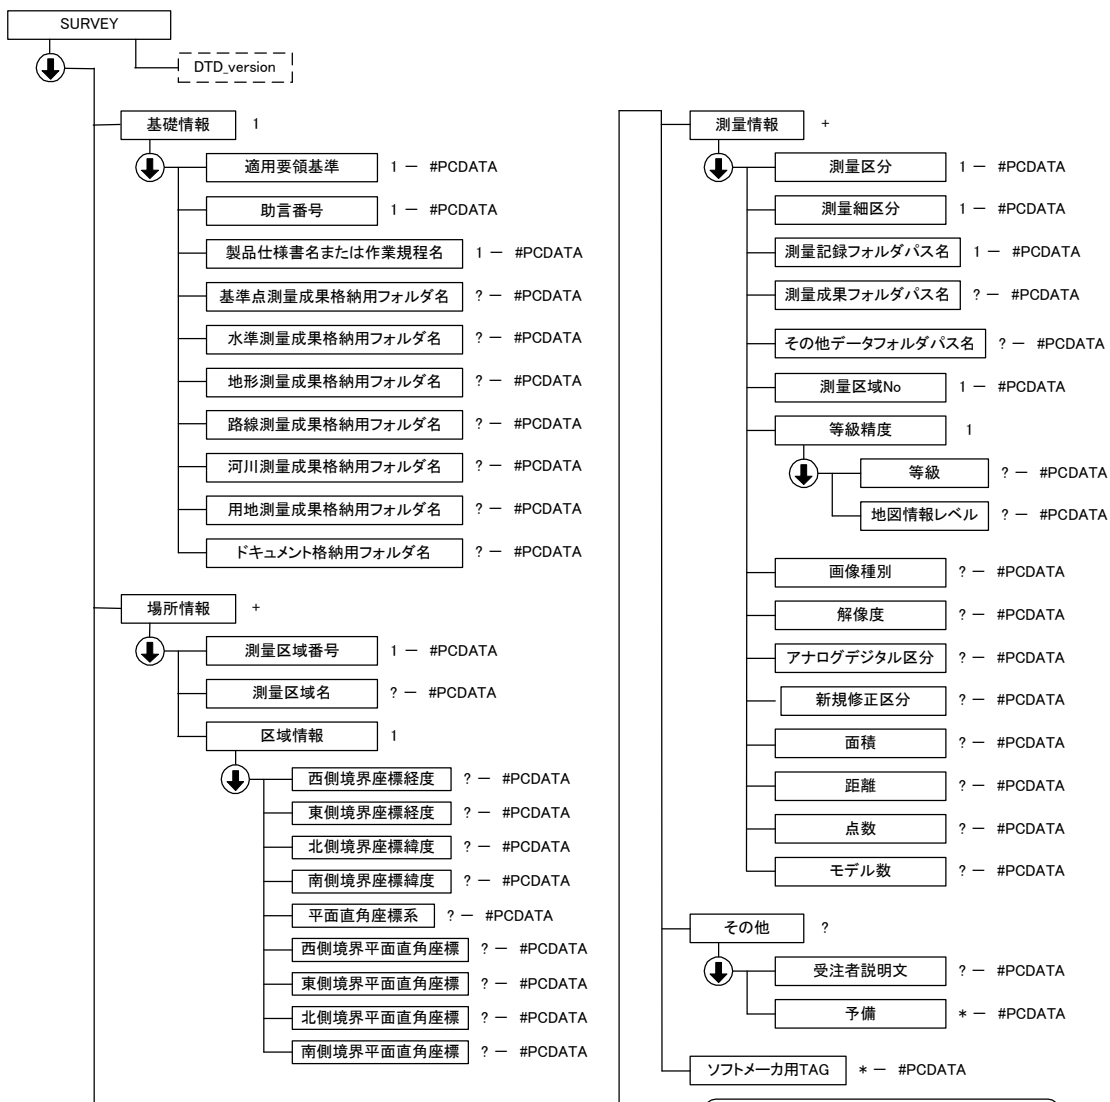 SURVEY
DTD_version
基礎情報 1
適用要領基準 1 － #PCDATA
助言番号 1 － #PCDATA
製品仕様書名または作業規程名 1 － #PCDATA
基準点測量成果格納用フォルダ名 ? － #PCDATA
水準測量成果格納用フォルダ名 ? － #PCDATA
地形測量成果格納用フォルダ名 ? － #PCDATA
路線測量成果格納用フォルダ名 ? － #PCDATA
河川測量成果格納用フォルダ名 ? － #PCDATA
用地測量成果格納用フォルダ名 ? － #PCDATA
ドキュメント格納用フォルダ名 ? － #PCDATA
場所情報 +
測量区域番号 1 － #PCDATA
測量区域名 ? － #PCDATA
区域情報 1
西側境界座標経度 ? － #PCDATA
東側境界座標経度 ? － #PCDATA
北側境界座標緯度 ? － #PCDATA
南側境界座標緯度 ? － #PCDATA
平面直角座標系 ? － #PCDATA
西側境界平面直角座標 ? － #PCDATA
東側境界平面直角座標 ? － #PCDATA
北側境界平面直角座標 ? － #PCDATA
南側境界平面直角座標 ? － #PCDATA
測量情報 +
測量区分 1 － #PCDATA
測量細区分 1 － #PCDATA
測量記録フォルダパス名 1 － #PCDATA
測量成果フォルダパス名 ? － #PCDATA
その他データフォルダパス名 ? － #PCDATA
測量区域No 1 － #PCDATA
等級精度 1
等級 ? － #PCDATA
地図情報レベル ? － #PCDATA
画像種別 ? － #PCDATA
解像度 ? － #PCDATA
アナログデジタル区分 ? － #PCDATA
新規修正区分 ? － #PCDATA
面積 ? － #PCDATA
距離 ? － #PCDATA
点数 ? － #PCDATA
モデル数 ? － #PCDATA
その他 ?
受注者説明文 ? － #PCDATA
予備 * － #PCDATA
ソフトメーカ用TAG * － #PCDATA